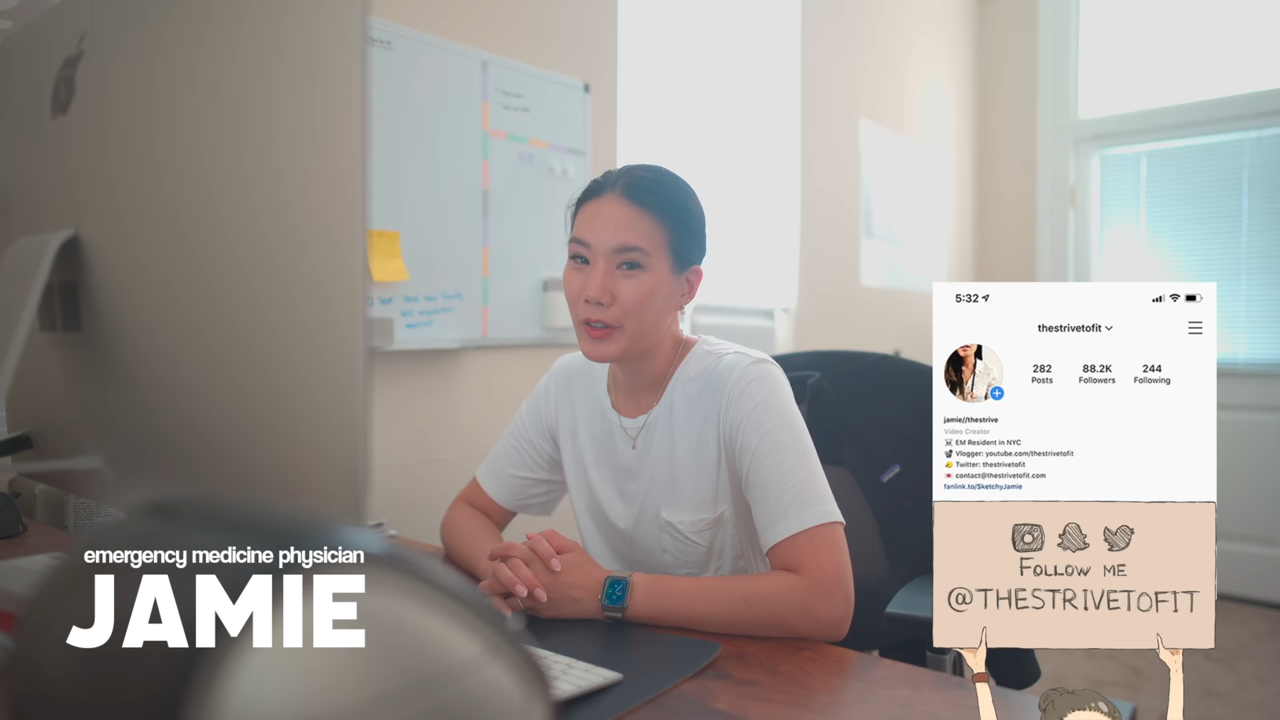 emergency medicine physician
JAMIE
5:32
thestrivetofit
282
88.2K
244
Posts
Followers
Following
jamie//thestrive
Video Creator
EM Resident in NYC
Vlogger: youtube.com/thestrivetofit
Twitter: thestrivetofit
contact@thestrivetofit.com
fanlink.to/SketchyJamie
FOLLOW ME
@THESTRIVETOFIT